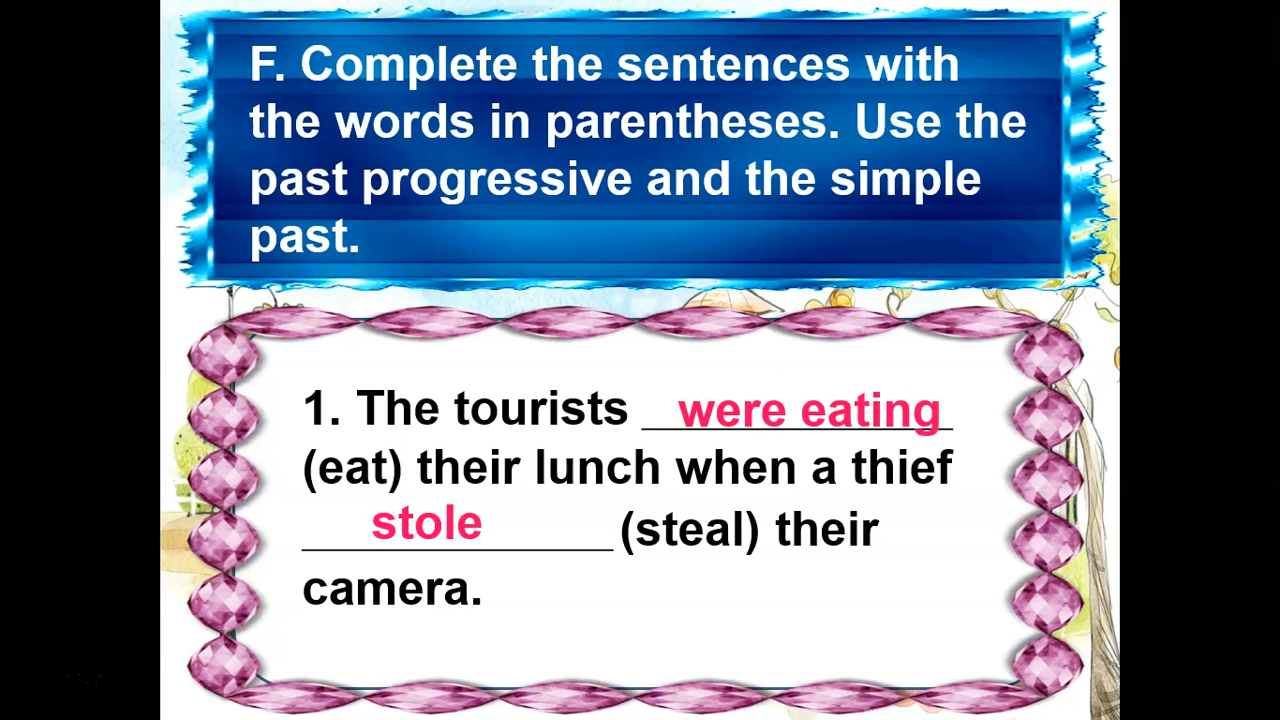 F. Complete the sentences with
the words in parentheses. Use the
past progressive and the simple
past.
1. The tourists were eating
(eat) their lunch when a thief
stole (steal) their
camera.